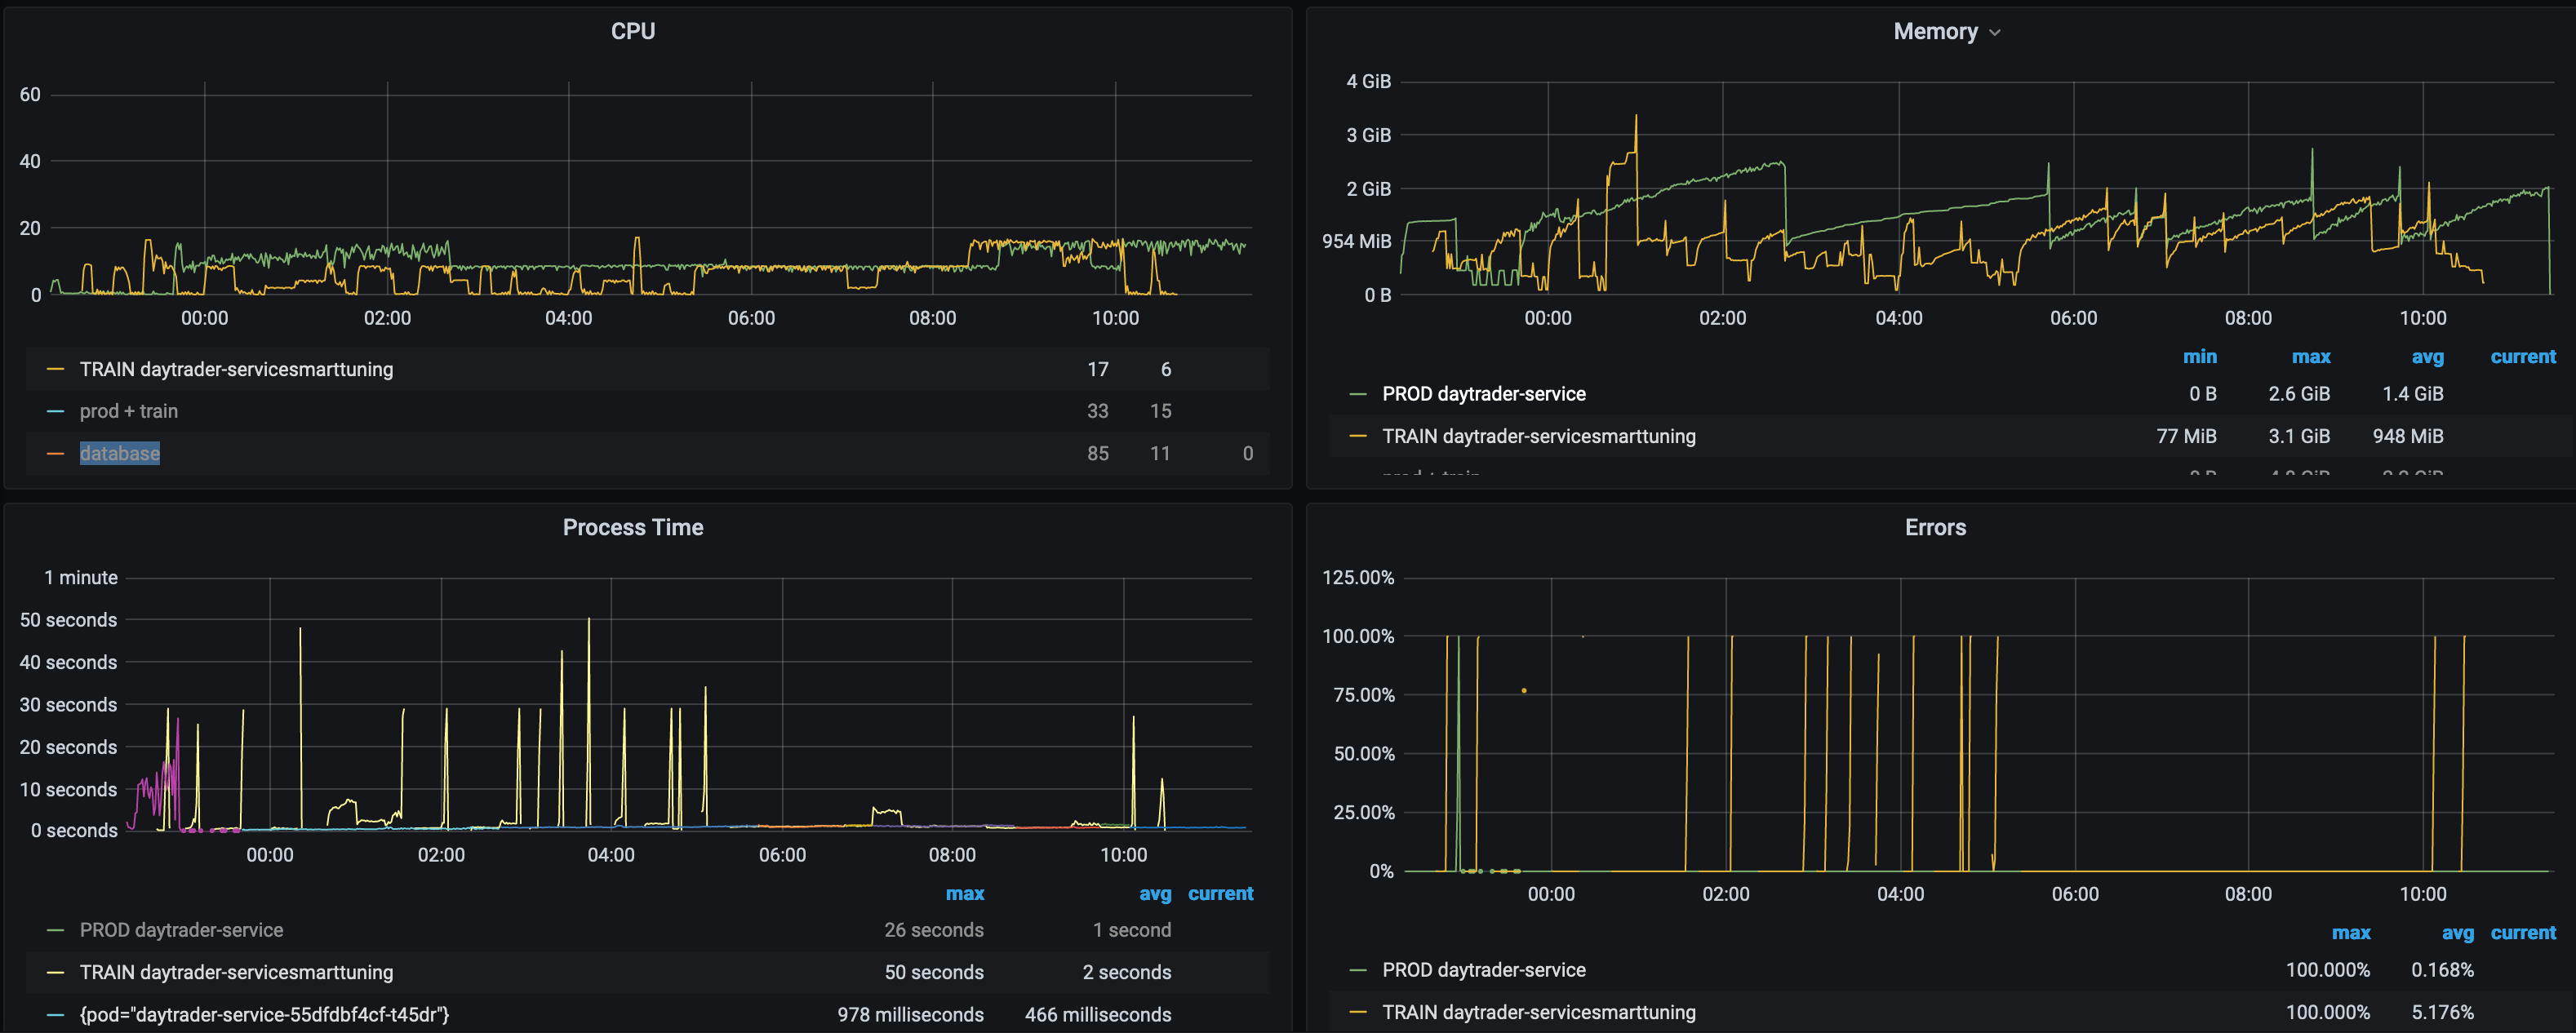 CPU
60
40
20
0
00:00 02:00 04:00 06:00 08:00 10:00
TRAIN daytrader-servicesmarttuning 17 6
prod + train 33 15
database 85 11 0
Memory
4 GiB
3 GiB
2 GiB
954 MiB
0 B
00:00 02:00 04:00 06:00 08:00 10:00
min max avg current
PROD daytrader-service 0 B 2.6 GiB 1.4 GiB
TRAIN daytrader-servicesmarttuning 77 MiB 3.1 GiB 948 MiB
Process Time
1 minute
50 seconds
40 seconds
30 seconds
20 seconds
10 seconds
0 seconds
00:00 02:00 04:00 06:00 08:00 10:00
max avg current
PROD daytrader-service 26 seconds 1 second
TRAIN daytrader-servicesmarttuning 50 seconds 2 seconds
{pod="daytrader-service-55dfdbf4cf-t45dr"} 978 milliseconds 466 milliseconds
Errors
125.00%
100.00%
75.00%
50.00%
25.00%
0%
00:00 02:00 04:00 06:00 08:00 10:00
max avg current
PROD daytrader-service 100.000% 0.168%
TRAIN daytrader-servicesmarttuning 100.000% 5.176%